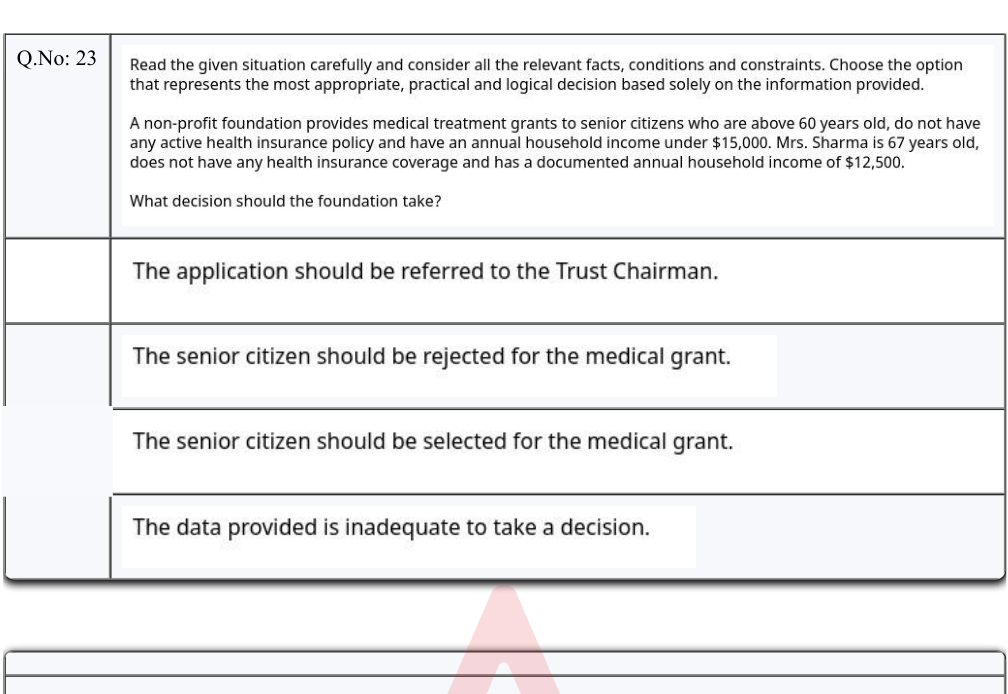 Q.No: 23
Read the given situation carefully and consider all the relevant facts, conditions and constraints. Choose the option
that represents the most appropriate, practical and logical decision based solely on the information provided.
A non-profit foundation provides medical treatment grants to senior citizens who are above 60 years old, do not have
any active health insurance policy and have an annual household income under $15,000. Mrs. Sharma is 67 years old,
does not have any health insurance coverage and has a documented annual household income of $12,500.
What decision should the foundation take?
The application should be referred to the Trust Chairman.
The senior citizen should be rejected for the medical grant.
The senior citizen should be selected for the medical grant.
The data provided is inadequate to take a decision.